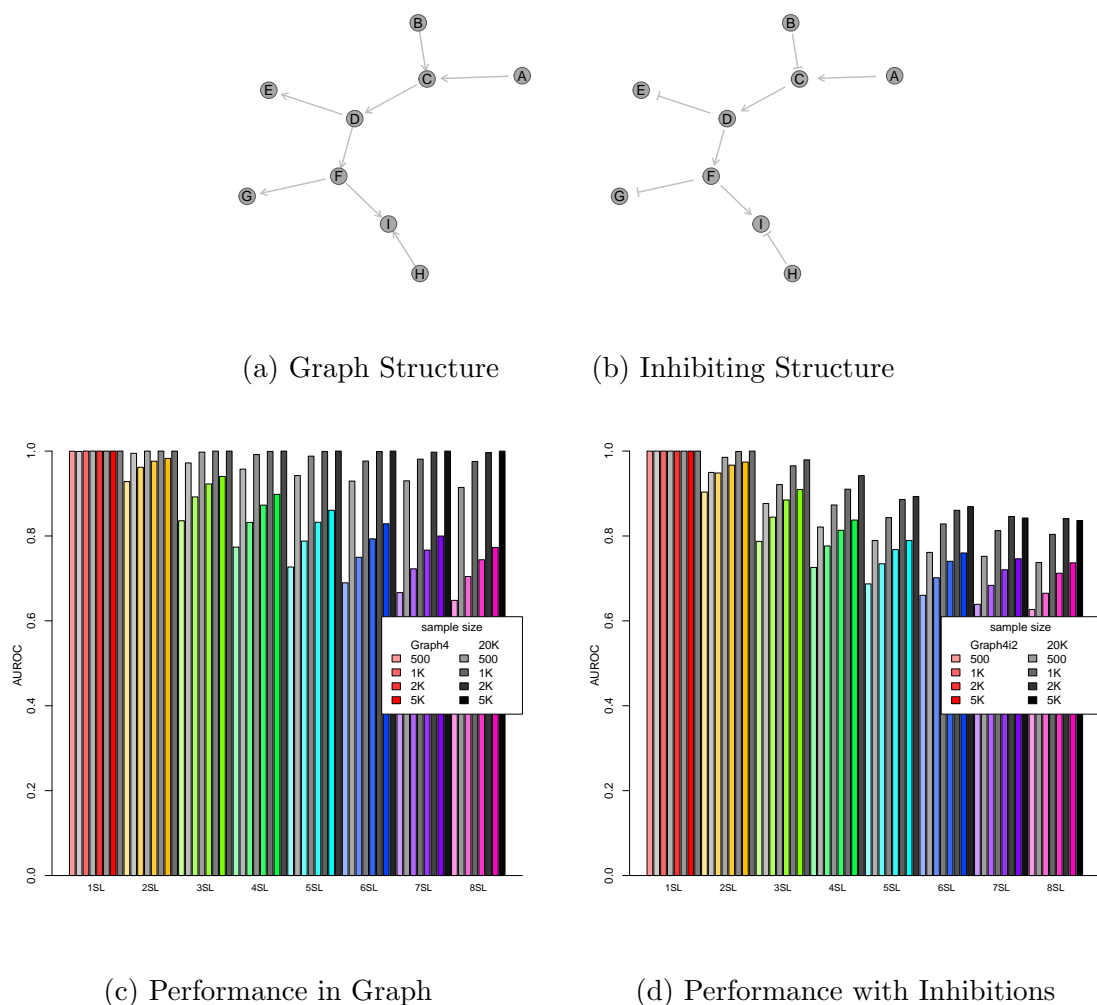 B
A
C
E
D
F
G
I
H
B
A
C
E
D
F
G
I
H
(a) Graph Structure
(b) Inhibiting Structure
AUROC
0.0
0.2
0.4
0.6
0.8
1.0
1SL 2SL 3SL 4SL 5SL 6SL 7SL 8SL
sample size
Graph4 20K
500 500
1K 1K
2K 2K
5K 5K
AUROC
0.0
0.2
0.4
0.6
0.8
1.0
1SL 2SL 3SL 4SL 5SL 6SL 7SL 8SL
sample size
Graph4i2 20K
500 500
1K 1K
2K 2K
5K 5K
(c) Performance in Graph
(d) Performance with Inhibitions